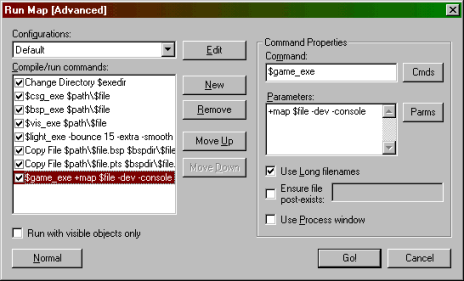 Run Map [Advanced]
Configurations:
Default
Edit
Compile/run commands:
Change Directory $exedir
$csg_exe $path\$file
$bsp_exe $path\$file
$vis_exe $path\$file
$light_exe -bounce 15 -extra -smooth
Copy File $path\$file.bsp $bspdir\$file
Copy File $path\$file.pts $bspdir\$file.
$game_exe +map $file -dev -console
New
Remove
Move Up
Move Down
Run with visible objects only
Normal
Command Properties
Command:
$game_exe
Cmds
Parameters:
+map $file -dev -console
Parms
Use Long filenames
Ensure file
post-exists:
Use Process window
Go!
Cancel